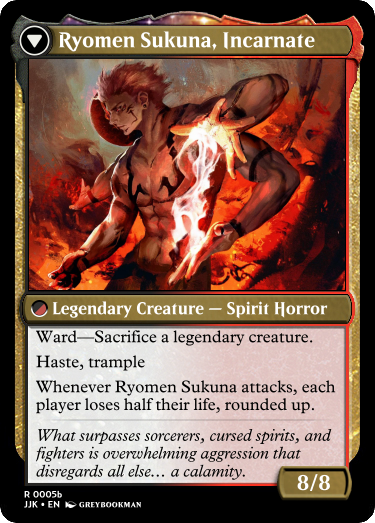 Ryomen Sukuna, Incarnate
Legendary Creature — Spirit Horror
Ward—Sacrifice a legendary creature.
Haste, trample
Whenever Ryomen Sukuna attacks, each
player loses half their life, rounded up.
What surpasses sorcerers, cursed spirits, and
fighters is overwhelming aggression that
disregards all else… a calamity.
8/8
R 0005b
JJK • EN GREYBOOKMAN